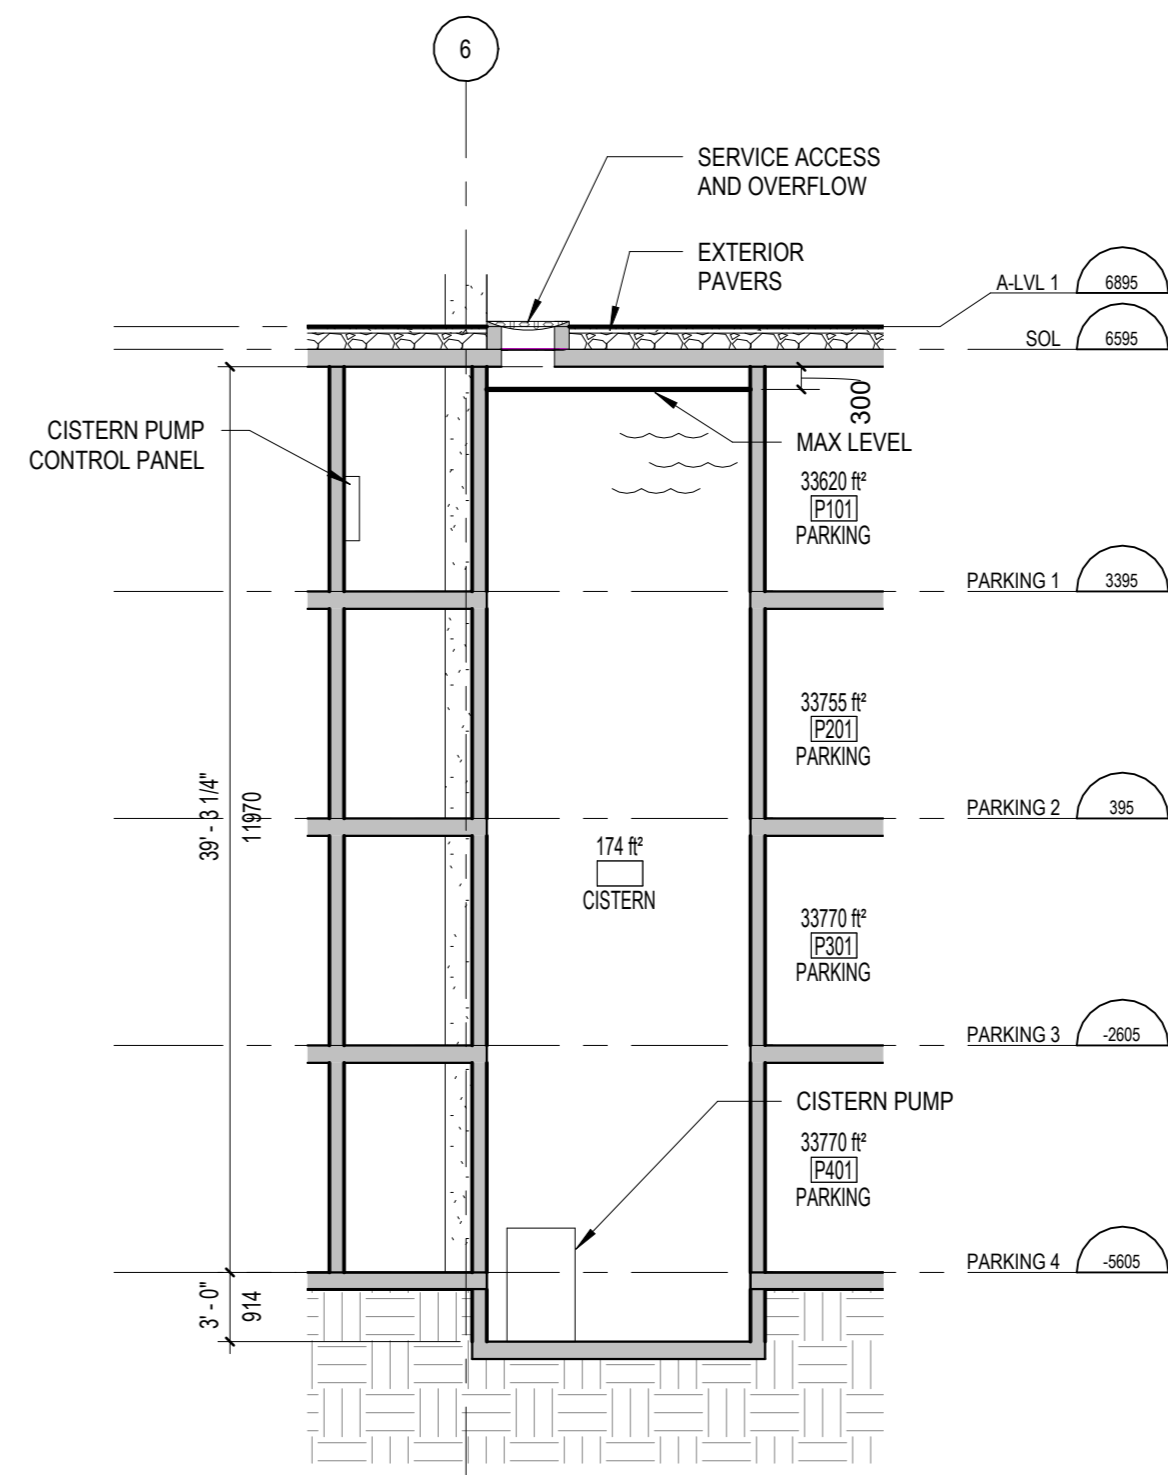 6
SERVICE ACCESS
AND OVERFLOW
EXTERIOR
PAVERS
A-LVL 1
6895
SOL
6595
300
CISTERN PUMP
CONTROL PANEL
MAX LEVEL
33620 ft²
P101
PARKING
PARKING 1
3395
33755 ft²
P201
PARKING
39' - 3 1/4"
11970
PARKING 2
395
174 ft²
CISTERN
33770 ft²
P301
PARKING
PARKING 3
-2605
CISTERN PUMP
33770 ft²
P401
PARKING
PARKING 4
-5605
3' - 0"
914